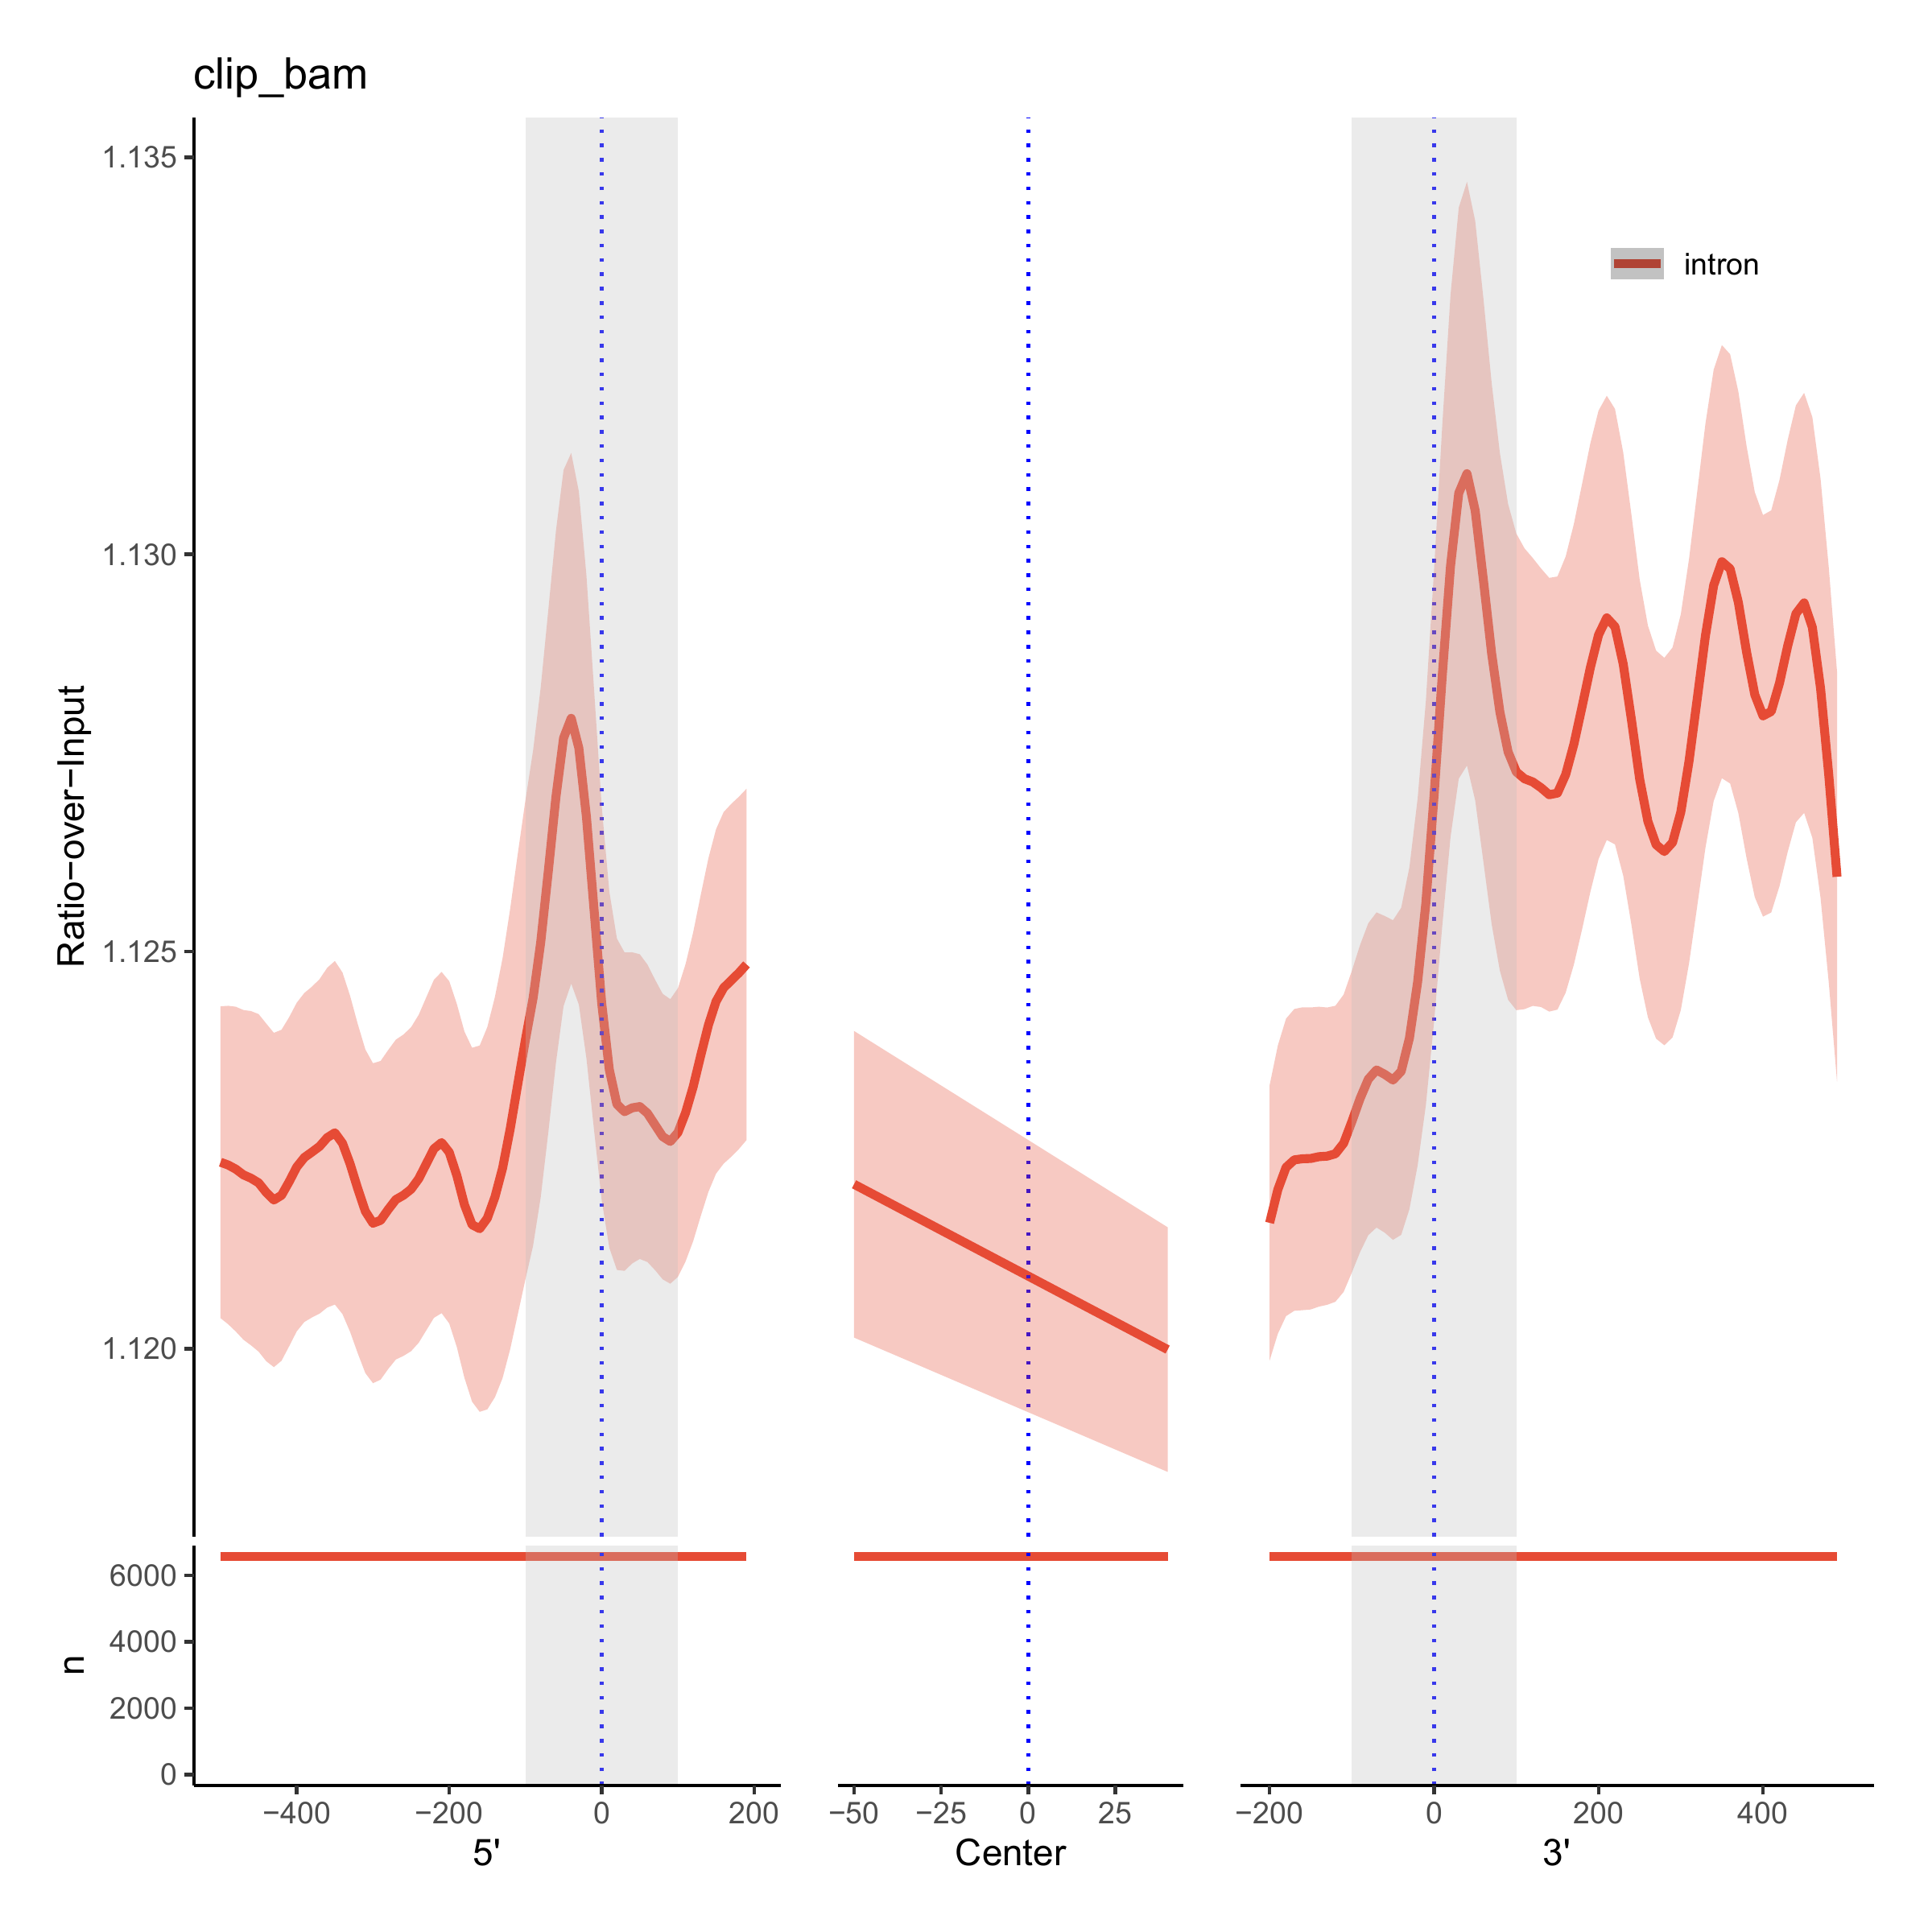 clip_bam
1.135
1.130
1.125
1.120
Ratio−over−Input
intron
6000
4000
2000
0
n
−400 −200 0 200 −50 −25 0 25 −200 0 200 400
5' Center 3'